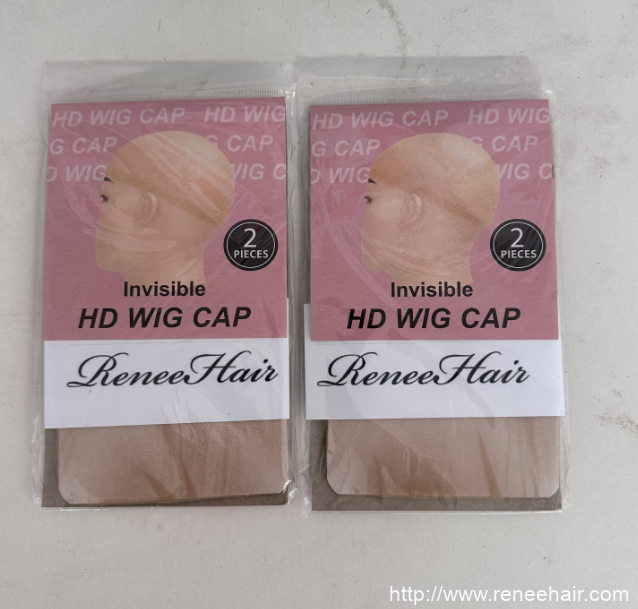 HD WIG CAP HD WIG
G CAP G CAP
D WIG WIG
2
PIECES
Invisible
HD WIG CAP
ReneeHair
HD WIG CAP HD WIG
G CAP G CAP
D WIG WIG
2
PIECES
Invisible
HD WIG CAP
ReneeHair
http://www.reneehair.com